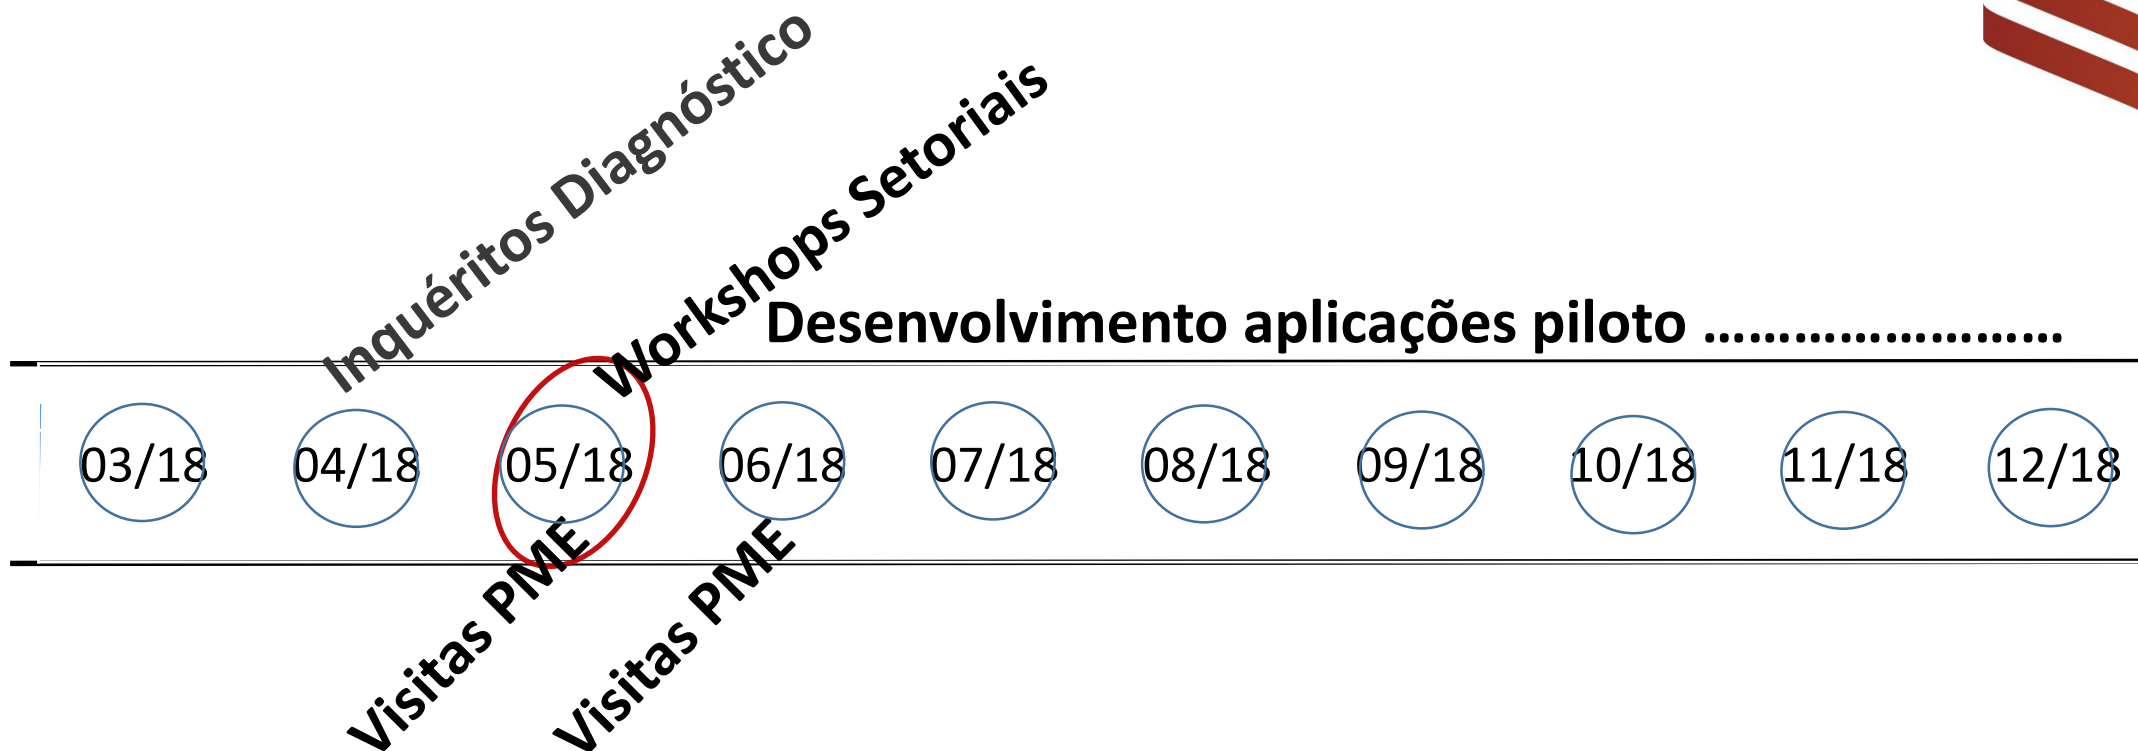 Inquéritos Diagnóstico
Workshops Setoriais
Desenvolvimento aplicações piloto ........................
03/18
04/18
05/18
06/18
07/18
08/18
09/18
10/18
11/18
12/18
Visitas PME
Visitas PME